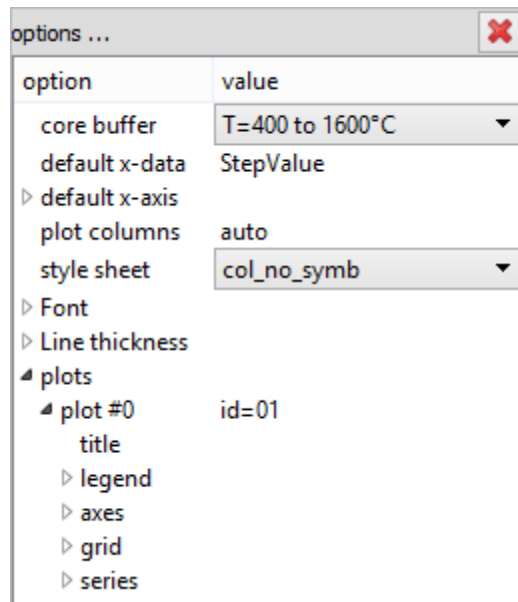 options ...
option value
core buffer T=400 to 1600°C
default x-data StepValue
default x-axis
plot columns auto
style sheet col_no_symb
Font
Line thickness
plots
plot #0 id=01
title
legend
axes
grid
series